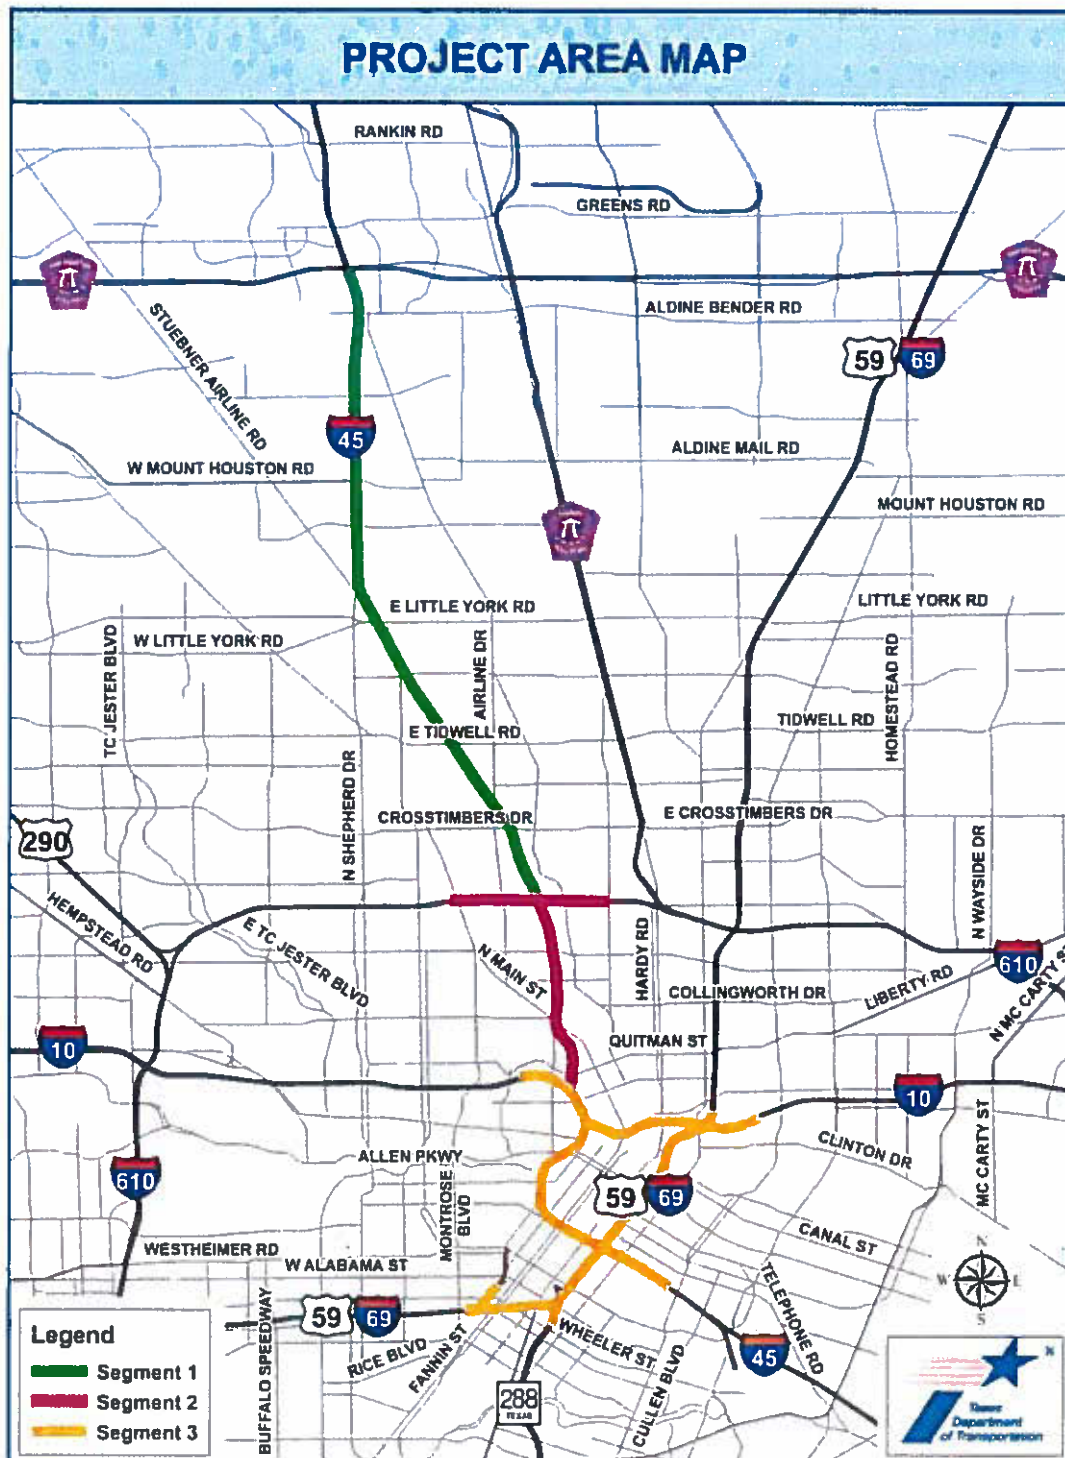 PROJECT AREA MAP
RANKIN RD
GREENS RD
ALDINE BENDER RD
STUEBNER AIRLINE RD
59
69
45
ALDINE MAIL RD
W MOUNT HOUSTON RD
MOUNT HOUSTON RD
E LITTLE YORK RD
LITTLE YORK RD
W LITTLE YORK RD
TC JESTER BLVD
AIRLINE DR
HOMESTEAD RD
TIDWELL RD
E TIDWELL RD
N SHEPHERD DR
CROSSTIMBERS DR
E CROSSTIMBERS DR
290
N WAYSIDE DR
HEMPSTEAD RD
E TC JESTER BLVD
N MAIN ST
HARDY RD
610
COLLINGWORTH DR
LIBERTY RD
N MC CARTY ST
10
QUITMAN ST
10
MC CARTY ST
CLINTON DR
ALLEN PKWY
610
MONTROSE
BLVD
59
69
CANAL ST
WESTHEIMER RD
W ALABAMA ST
N
W
E
S
TELEPHONE RD
BUFFALO SPEEDWAY
59
69
RICE BLVD
FANNIN ST
WHEELER ST
CULLEN BLVD
45
288
TEXAS
Legend
Segment 1
Segment 2
Segment 3
Texas
Department
of Transportation